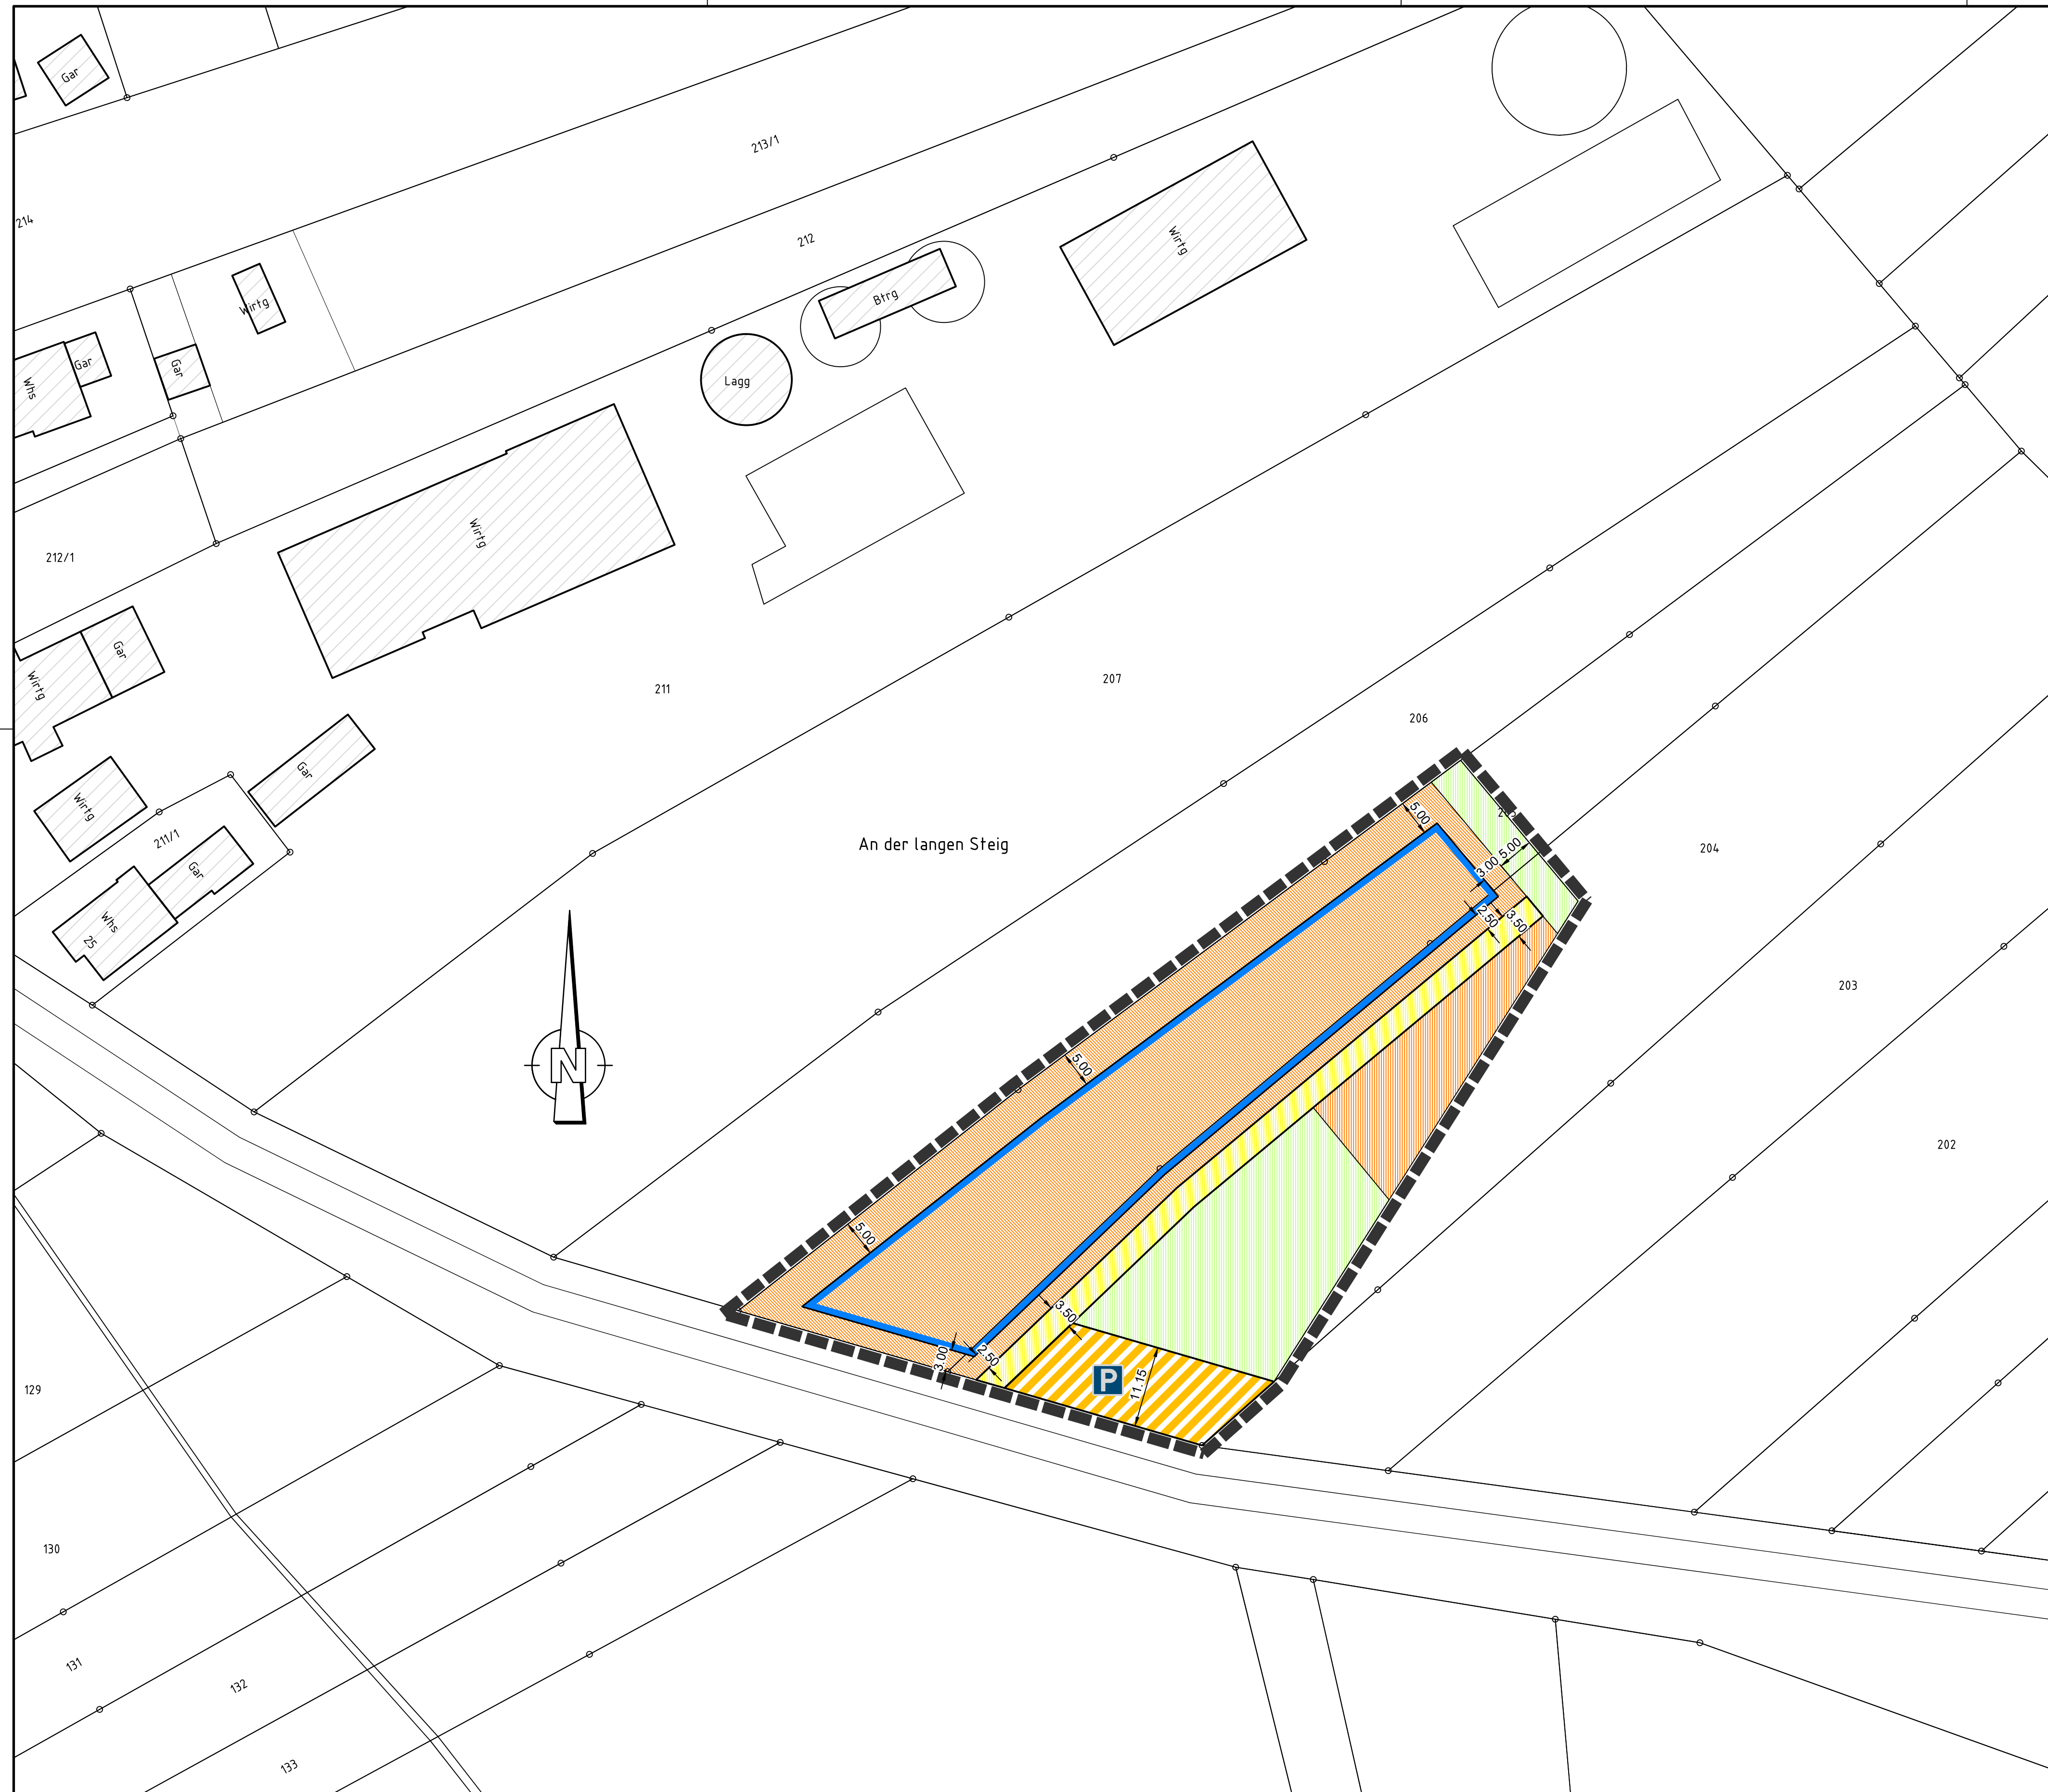 Gar
213/1
214
212
Wirtg
Wirtg
Btrg
Gar
Gar
Whs
Lagg
Wirtg
212/1
Gar
Wirtg
211
207
206
Gar
Wirtg
211/1
5.00
An der langen Steig
204
5.00
3.00
Gar
Whs
25
2.50
3.50
203
N
5.00
202
5.00
3.50
3.00
2.50
P
11.15
129
130
131
132
133